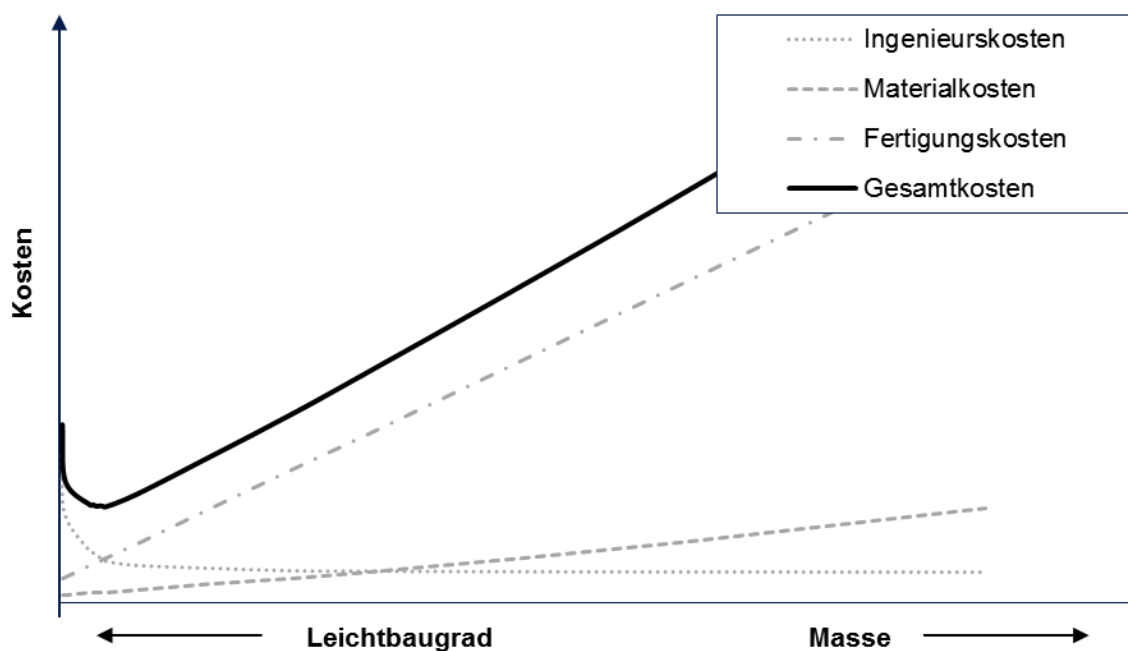 Ingenieurskosten
Materialkosten
Fertigungskosten
Gesamtkosten
Kosten
Leichtbaugrad
Masse